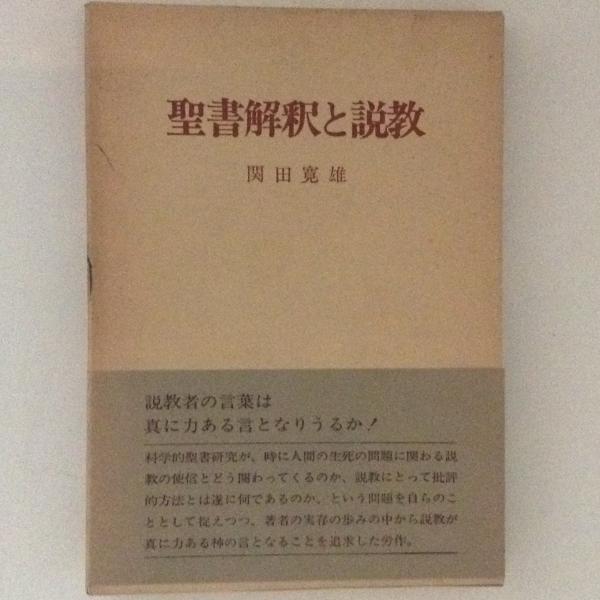 聖書解釈と説教
関田寛雄
説教者の言葉は
真に力ある言となりうるか！
科学的聖書研究が、時に人間の生死の問題に関わる説
教の使信とどう関わってくるのか、説教にとって批評
的方法とは遂に何であるのか、という問題を自らのこ
ととして捉えつつ、著者の実存の歩みの中から説教が
真に力ある神の言となることを追求した労作。